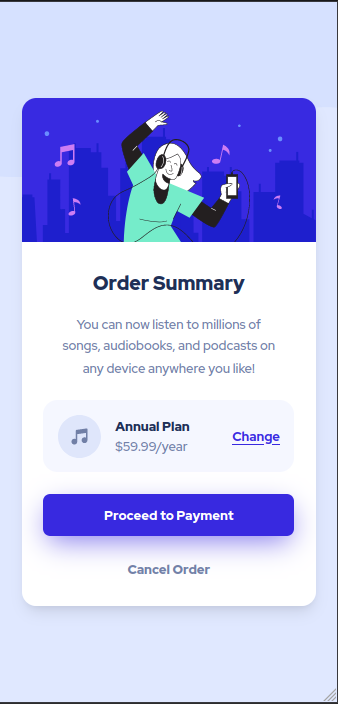 Order Summary
You can now listen to millions of
songs, audiobooks, and podcasts on
any device anywhere you like!
Annual Plan
$59.99/year
Change
Proceed to Payment
Cancel Order